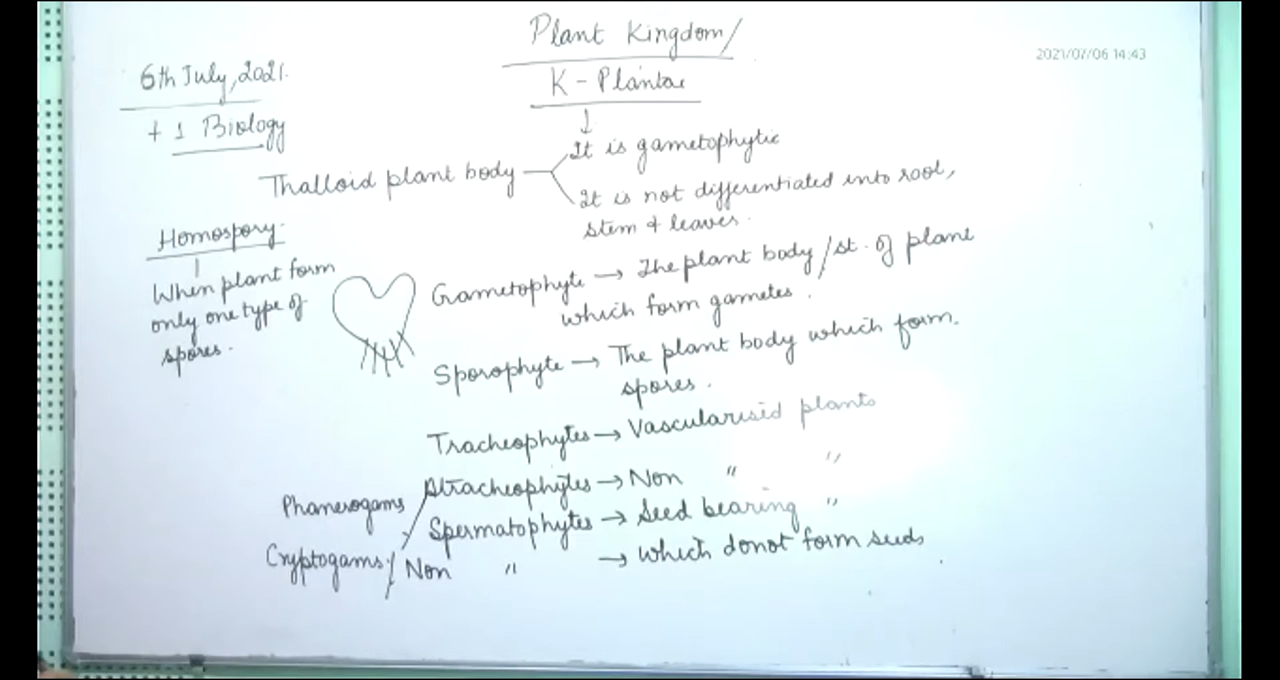 Plant Kingdom/
K - Plantae
2021/07/06 14:43
6th July, 2021.
+ 1 Biology
Thalloid plant body
It is gametophytic
It is not differentiated into root,
stem & leaves.
Homospory.
When plant form
only one type of
spores.
Gametophyte → The plant body/st. of plant
which form gametes.
Sporophyte → The plant body which form.
spores.
Tracheophytes → Vascularised plants
Atracheophytes → Non " "
Phanerogams / Spermatophytes → Seed bearing "
Cryptogams / Non " → which donot form seeds